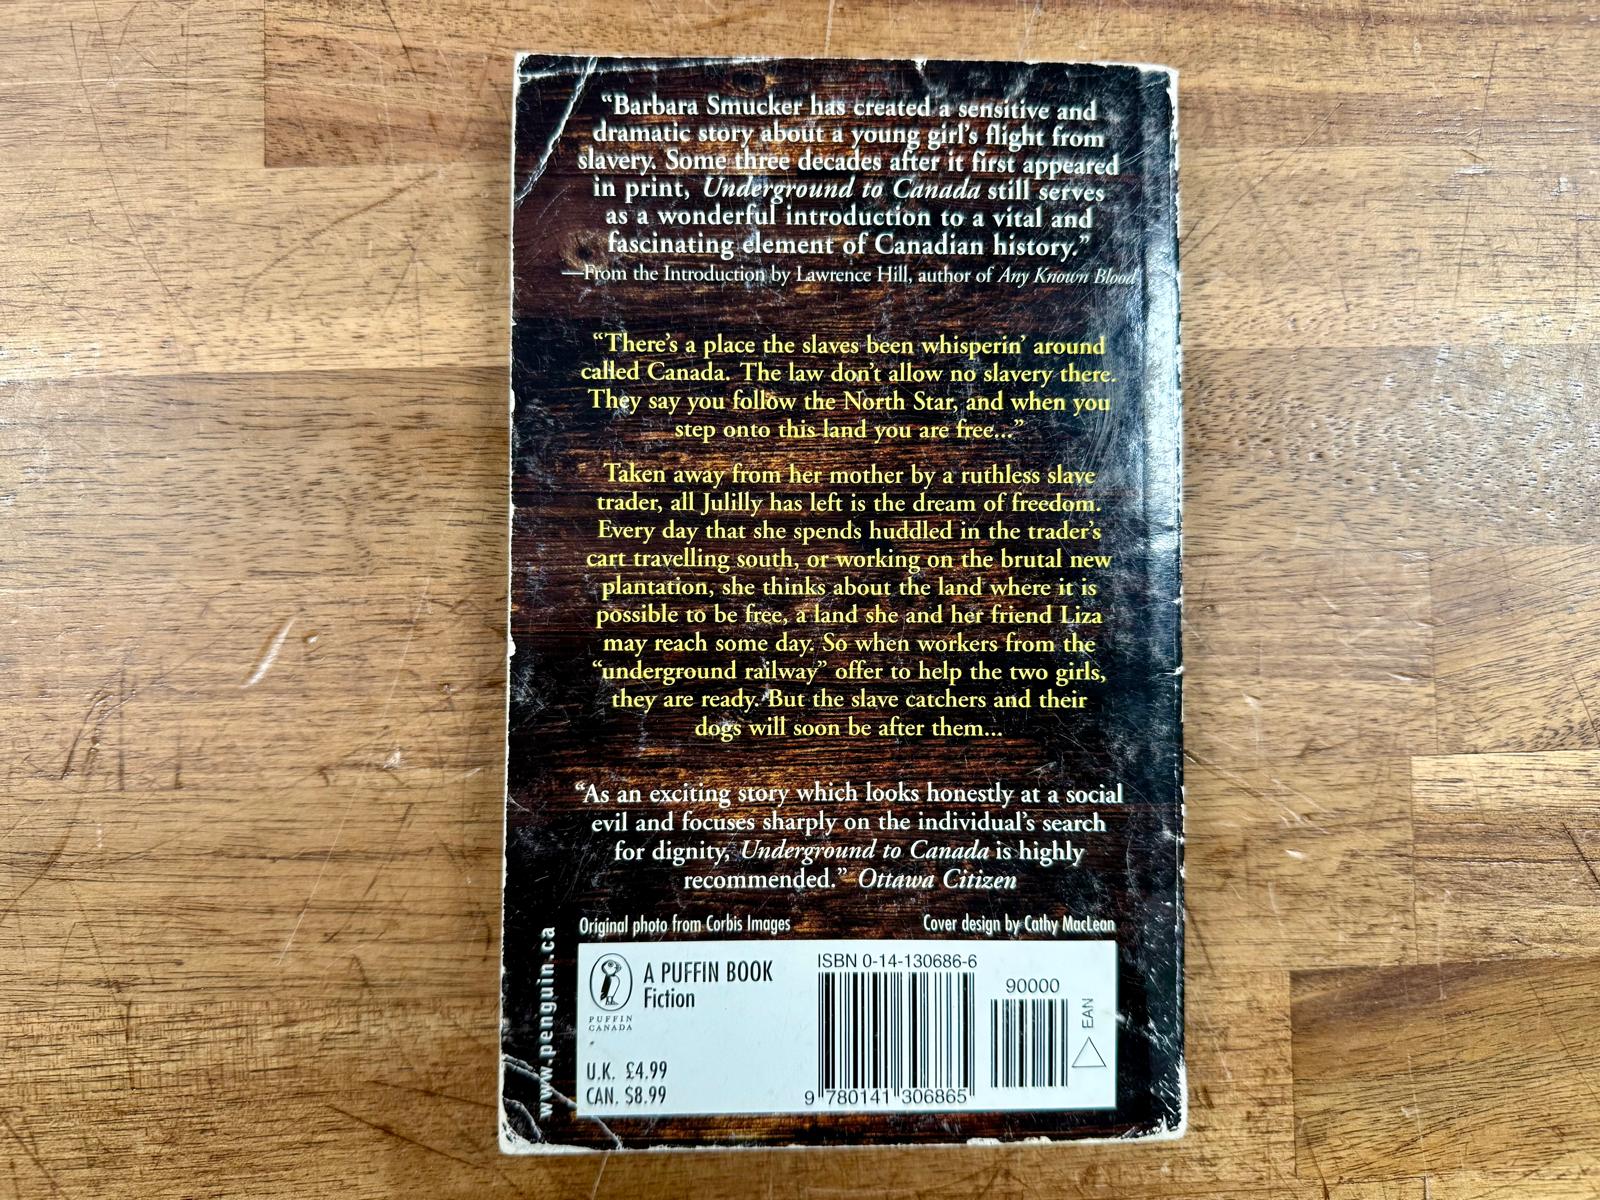 “Barbara Smucker has created a sensitive and
dramatic story about a young girl’s flight from
slavery. Some three decades after it first appeared
in print, Underground to Canada still serves
as a wonderful introduction to a vital and
fascinating element of Canadian history.”
—From the Introduction by Lawrence Hill, author of Any Known Blood
“There’s a place the slaves been whisperin’ around
called Canada. The law don’t allow no slavery there.
They say you follow the North Star, and when you
step onto this land you are free...”
Taken away from her mother by a ruthless slave
trader, all Julilly has left is the dream of freedom.
Every day that she spends huddled in the trader’s
cart travelling south, or working on the brutal new
plantation, she thinks about the land where it is
possible to be free, a land she and her friend Liza
may reach some day. So when workers from the
“underground railway” offer to help the two girls,
they are ready. But the slave catchers and their
dogs will soon be after them...
“As an exciting story which looks honestly at a social
evil and focuses sharply on the individual’s search
for dignity, Underground to Canada is highly
recommended.” Ottawa Citizen
Original photo from Corbis Images
Cover design by Cathy MacLean
www.penguin.ca
A PUFFIN BOOK
Fiction
PUFFIN
CANADA
U.K. £4.99
CAN. $8.99
ISBN 0-14-130686-6
90000
EAN
9 780141 306865